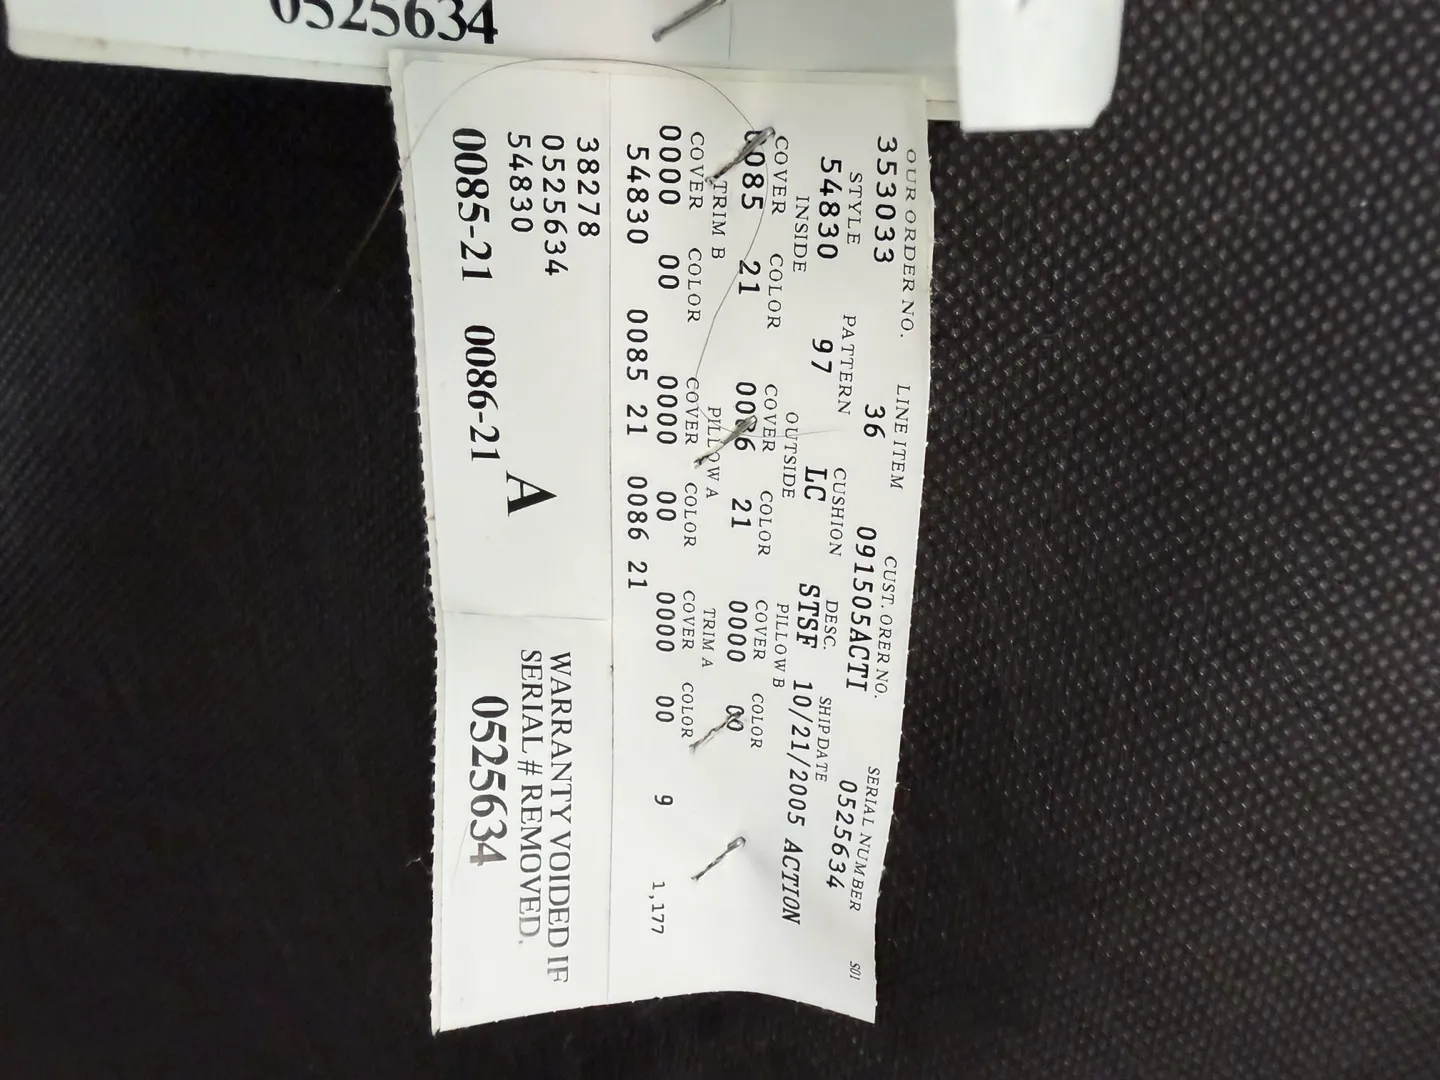 0525634
OUR ORDER NO. LINE ITEM CUST. ORER NO. SERIAL NUMBER S01
353033 36 091505ACTI 0525634
STYLE PATTERN CUSHION DESC. SHIP DATE
54830 97 LC STSF 10/21/2005 ACTION
INSIDE OUTSIDE PILLOW B
COVER COLOR COVER COLOR COVER COLOR
0085 21 0086 21 0000 00
TRIM B PILLOW A TRIM A
COVER COLOR COVER COLOR COVER COLOR
0000 00 0000 00 0000 00 9 1,177
54830 0085 21 0086 21
38278
0525634
54830
0085-21 0086-21
A
WARRANTY VOIDED IF
SERIAL # REMOVED.
0525634